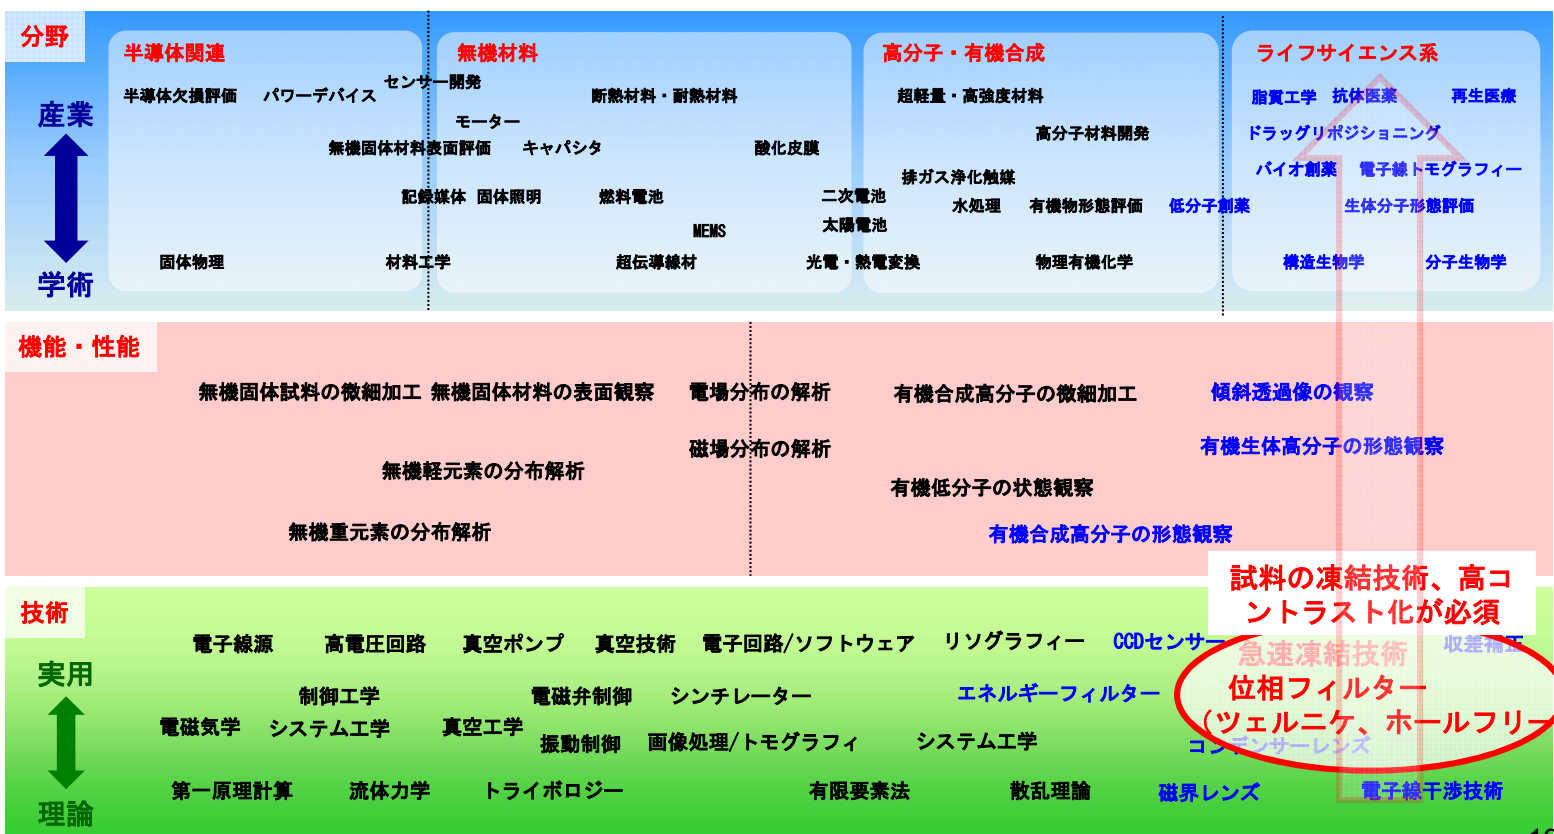 分野
半導体関連
無機材料
高分子・有機合成
ライフサイエンス系
センサー開発
産業
半導体欠損評価
パワーデバイス
断熱材料・耐熱材料
超軽量・高強度材料
脂質工学
抗体医薬
再生医療
モーター
高分子材料開発
ドラッグリポジショニング
無機固体材料表面評価
キャパシタ
酸化皮膜
バイオ創薬
電子線トモグラフィー
排ガス浄化触媒
記録媒体
固体照明
燃料電池
二次電池
水処理
有機物形態評価
低分子創薬
生体分子形態評価
MEMS
太陽電池
学術
固体物理
材料工学
超伝導線材
光電・熱電変換
物理有機化学
構造生物学
分子生物学
機能・性能
無機固体試料の微細加工
無機固体材料の表面観察
電場分布の解析
有機合成高分子の微細加工
傾斜透過像の観察
磁場分布の解析
有機生体高分子の形態観察
無機軽元素の分布解析
有機低分子の状態観察
無機重元素の分布解析
有機合成高分子の形態観察
試料の凍結技術、高コ
ントラスト化が必須
技術
電子線源
高電圧回路
真空ポンプ
真空技術
電子回路/ソフトウェア
リソグラフィー
CCDセンサー
急速凍結技術
収差補正
実用
制御工学
電磁弁制御
シンチレーター
エネルギーフィルター
位相フィルター
（ツェルニケ、ホールフリー
電磁気学
システム工学
真空工学
振動制御
画像処理/トモグラフィ
システム工学
コンデンサーレンズ
第一原理計算
流体力学
トライボロジー
有限要素法
散乱理論
磁界レンズ
電子線干渉技術
理論